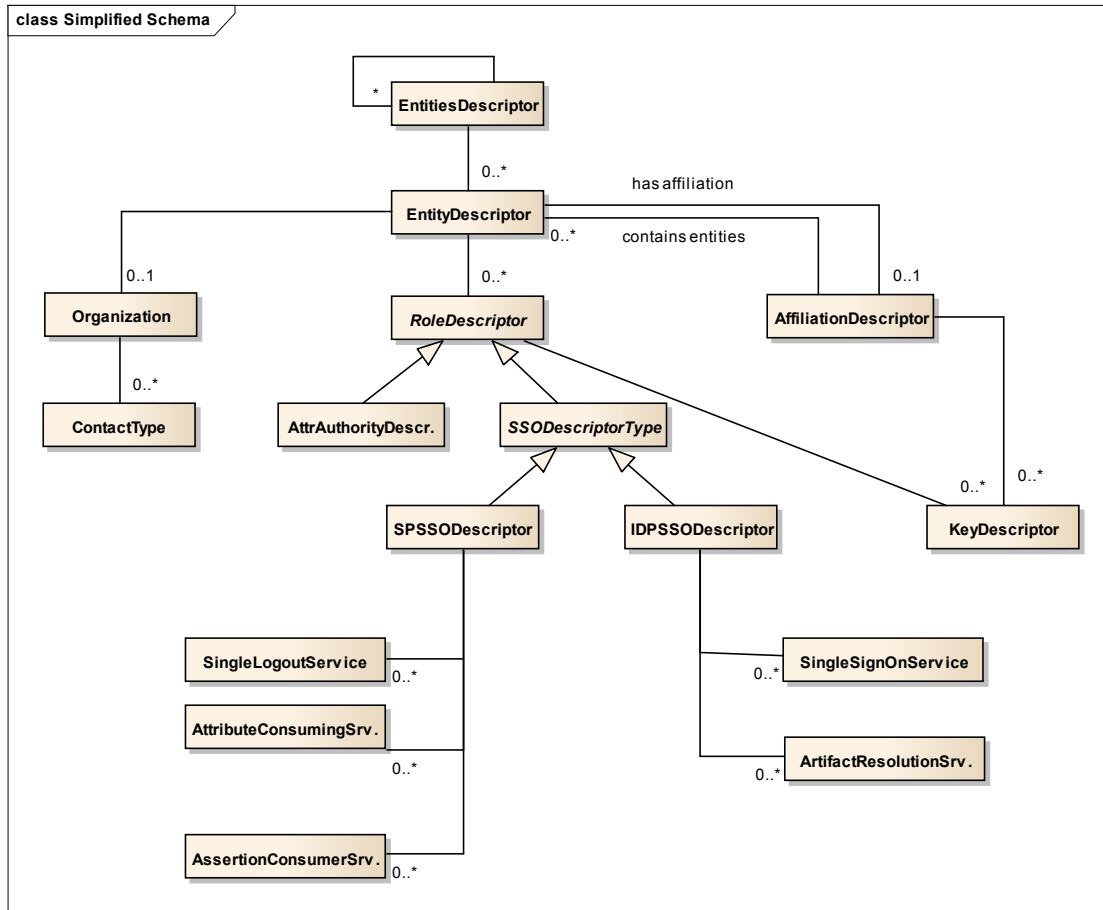 class Simplified Schema
*
EntitiesDescriptor
0..*
has affiliation
EntityDescriptor
0..*
contains entities
0..1
0..*
0..1
Organization
RoleDescriptor
AffiliationDescriptor
0..*
ContactType
AttrAuthorityDescr.
SSODescriptorType
0..*
0..*
SPSSODescriptor
IDPSSODescriptor
KeyDescriptor
SingleLogoutService
0..*
SingleSignOnService
0..*
AttributeConsumingSrv.
0..*
ArtifactResolutionSrv.
0..*
AssertionConsumerSrv.
0..*